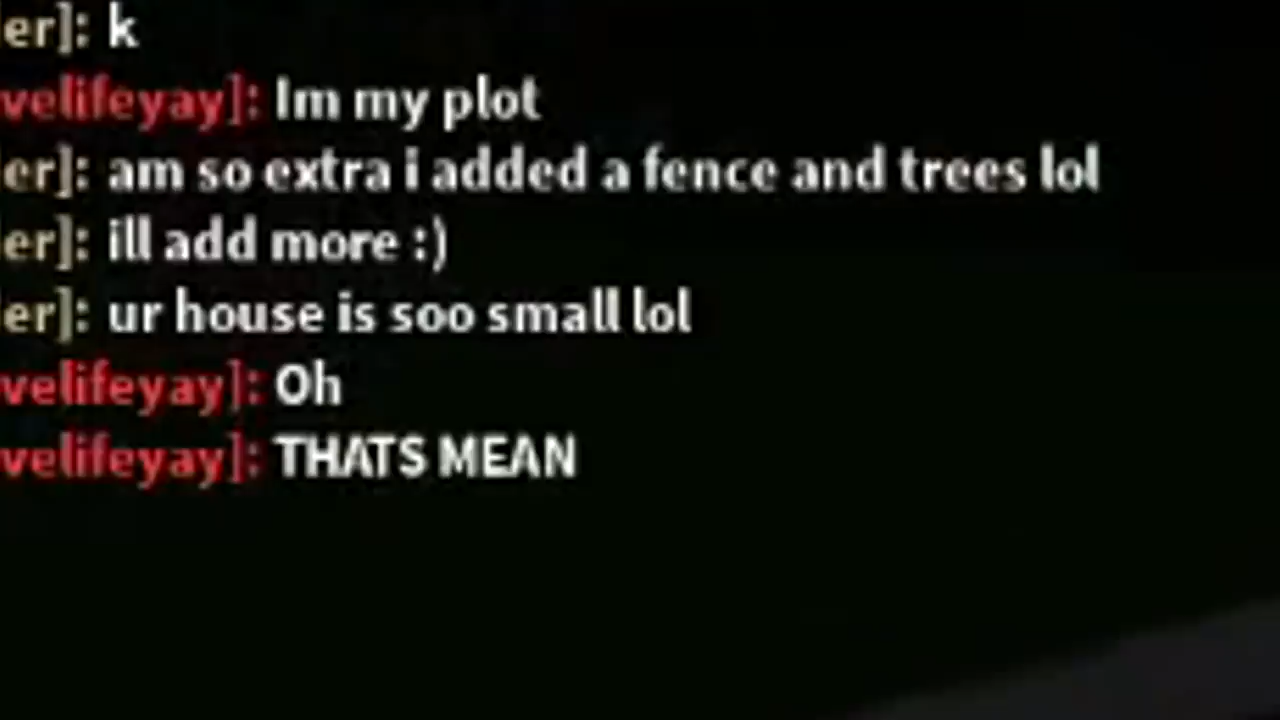 er]: k
velifeyay]: Im my plot
er]: am so extra i added a fence and trees lol
er]: ill add more :)
er]: ur house is soo small lol
velifeyay]: Oh
velifeyay]: THATS MEAN